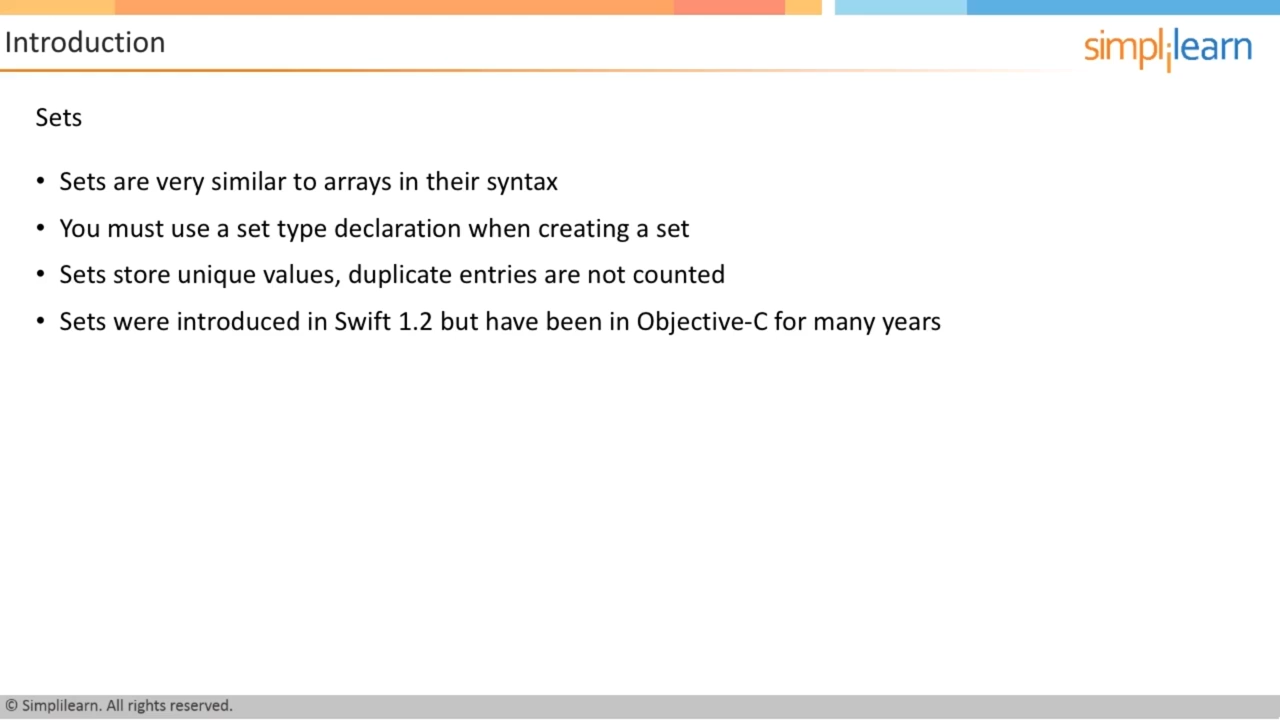 Introduction
simplilearn
Sets
• Sets are very similar to arrays in their syntax
• You must use a set type declaration when creating a set
• Sets store unique values, duplicate entries are not counted
• Sets were introduced in Swift 1.2 but have been in Objective-C for many years
© Simplilearn. All rights reserved.